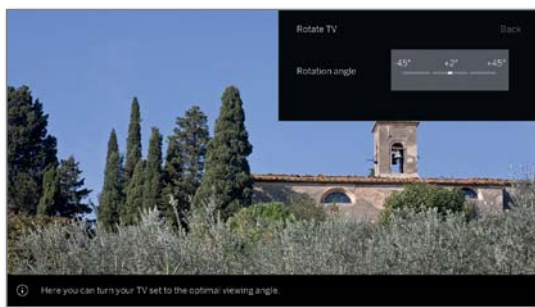 Rotate TV Back
Rotation angle
-45° +2° +45°
Here you can turn your TV set to the optimal viewing angle.